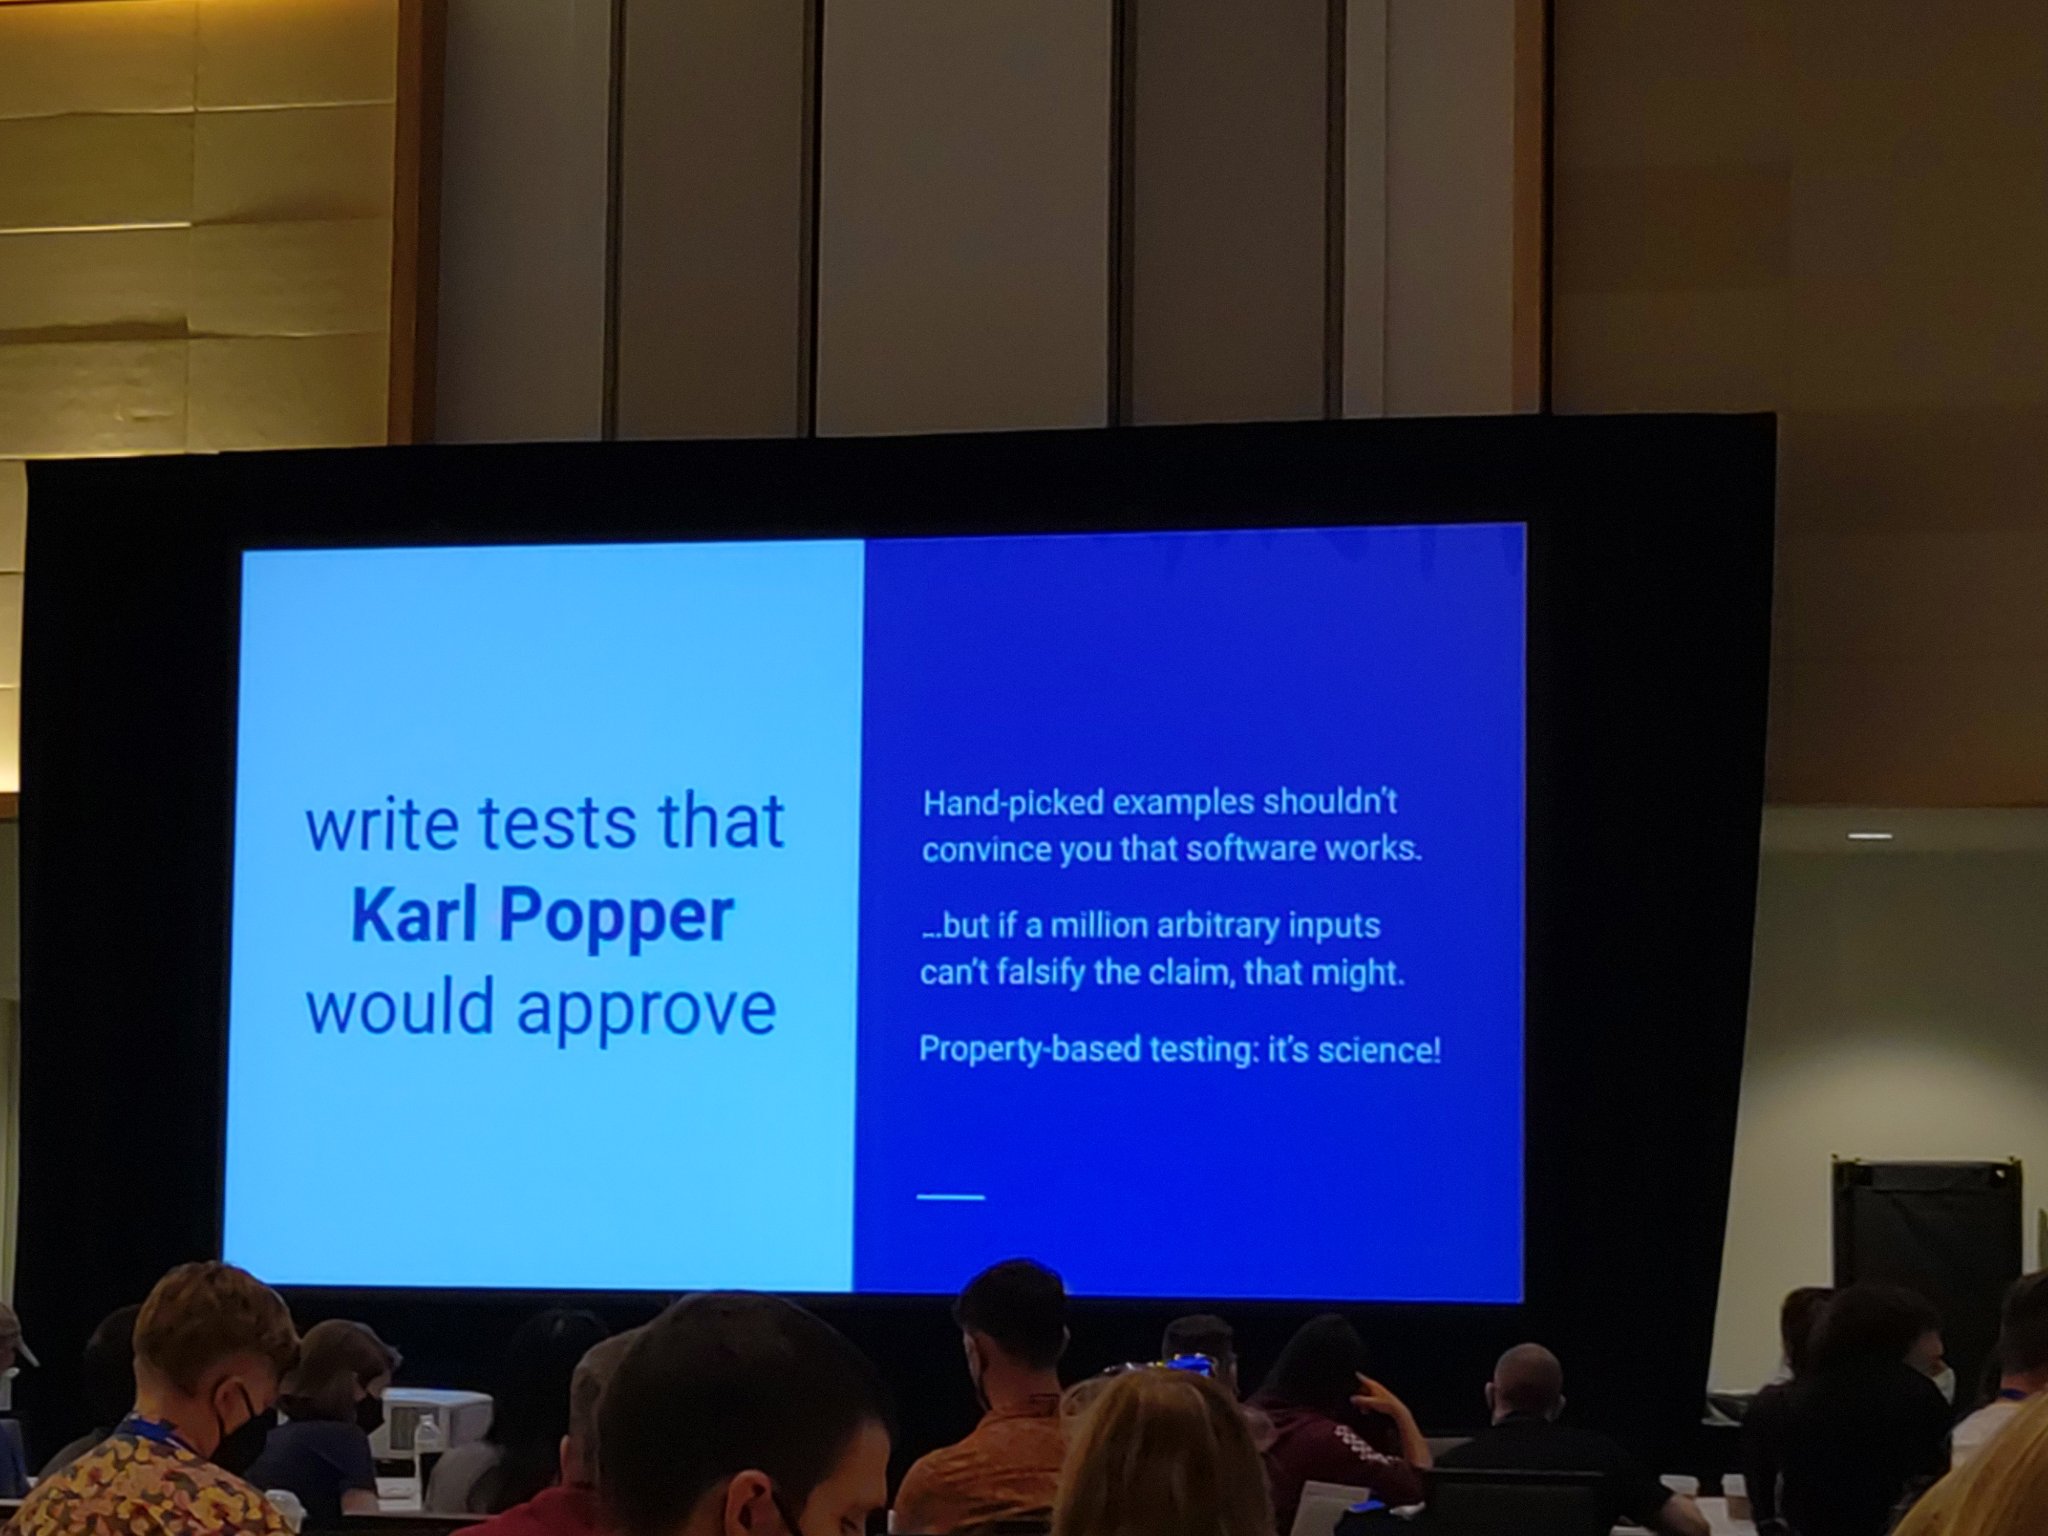 write tests that
Karl Popper
would approve
Hand-picked examples shouldn't
convince you that software works.
...but if a million arbitrary inputs
can't falsify the claim, that might.
Property-based testing: it's science!